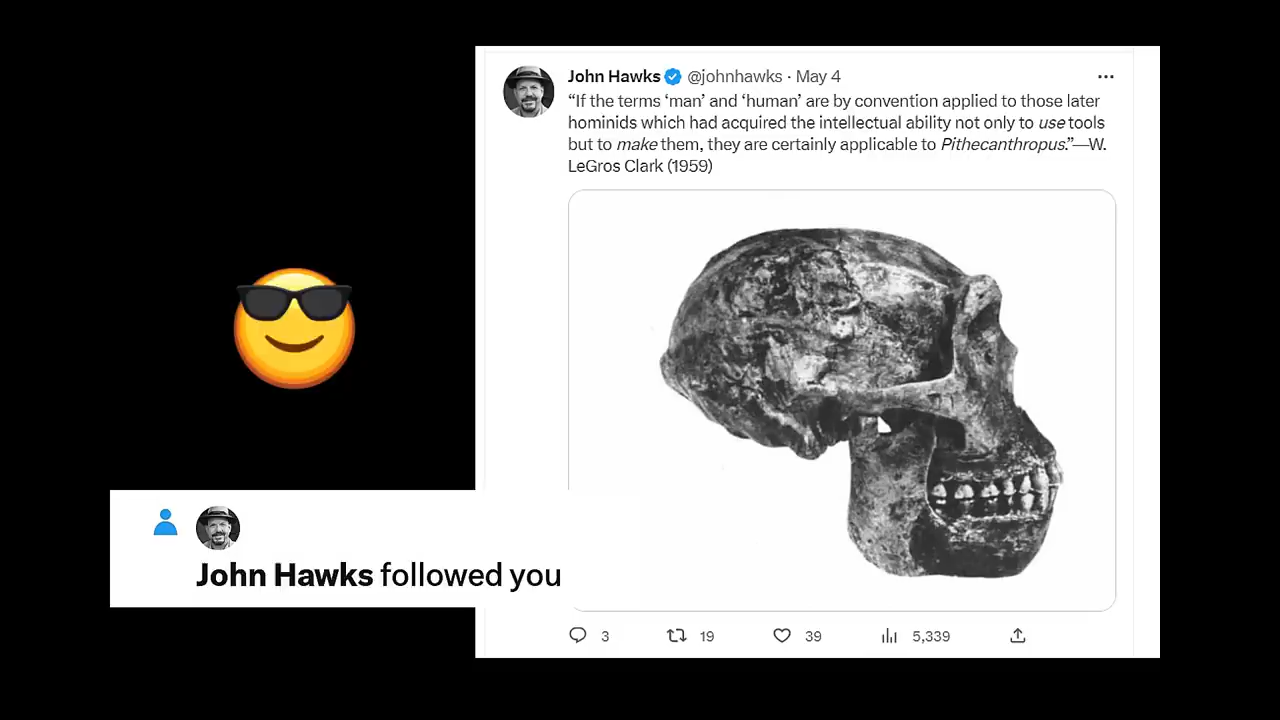 John Hawks @johnhawks · May 4
“If the terms ‘man’ and ‘human’ are by convention applied to those later
hominids which had acquired the intellectual ability not only to use tools
but to make them, they are certainly applicable to Pithecanthropus.”—W.
LeGros Clark (1959)
John Hawks followed you
3 19 39 5,339